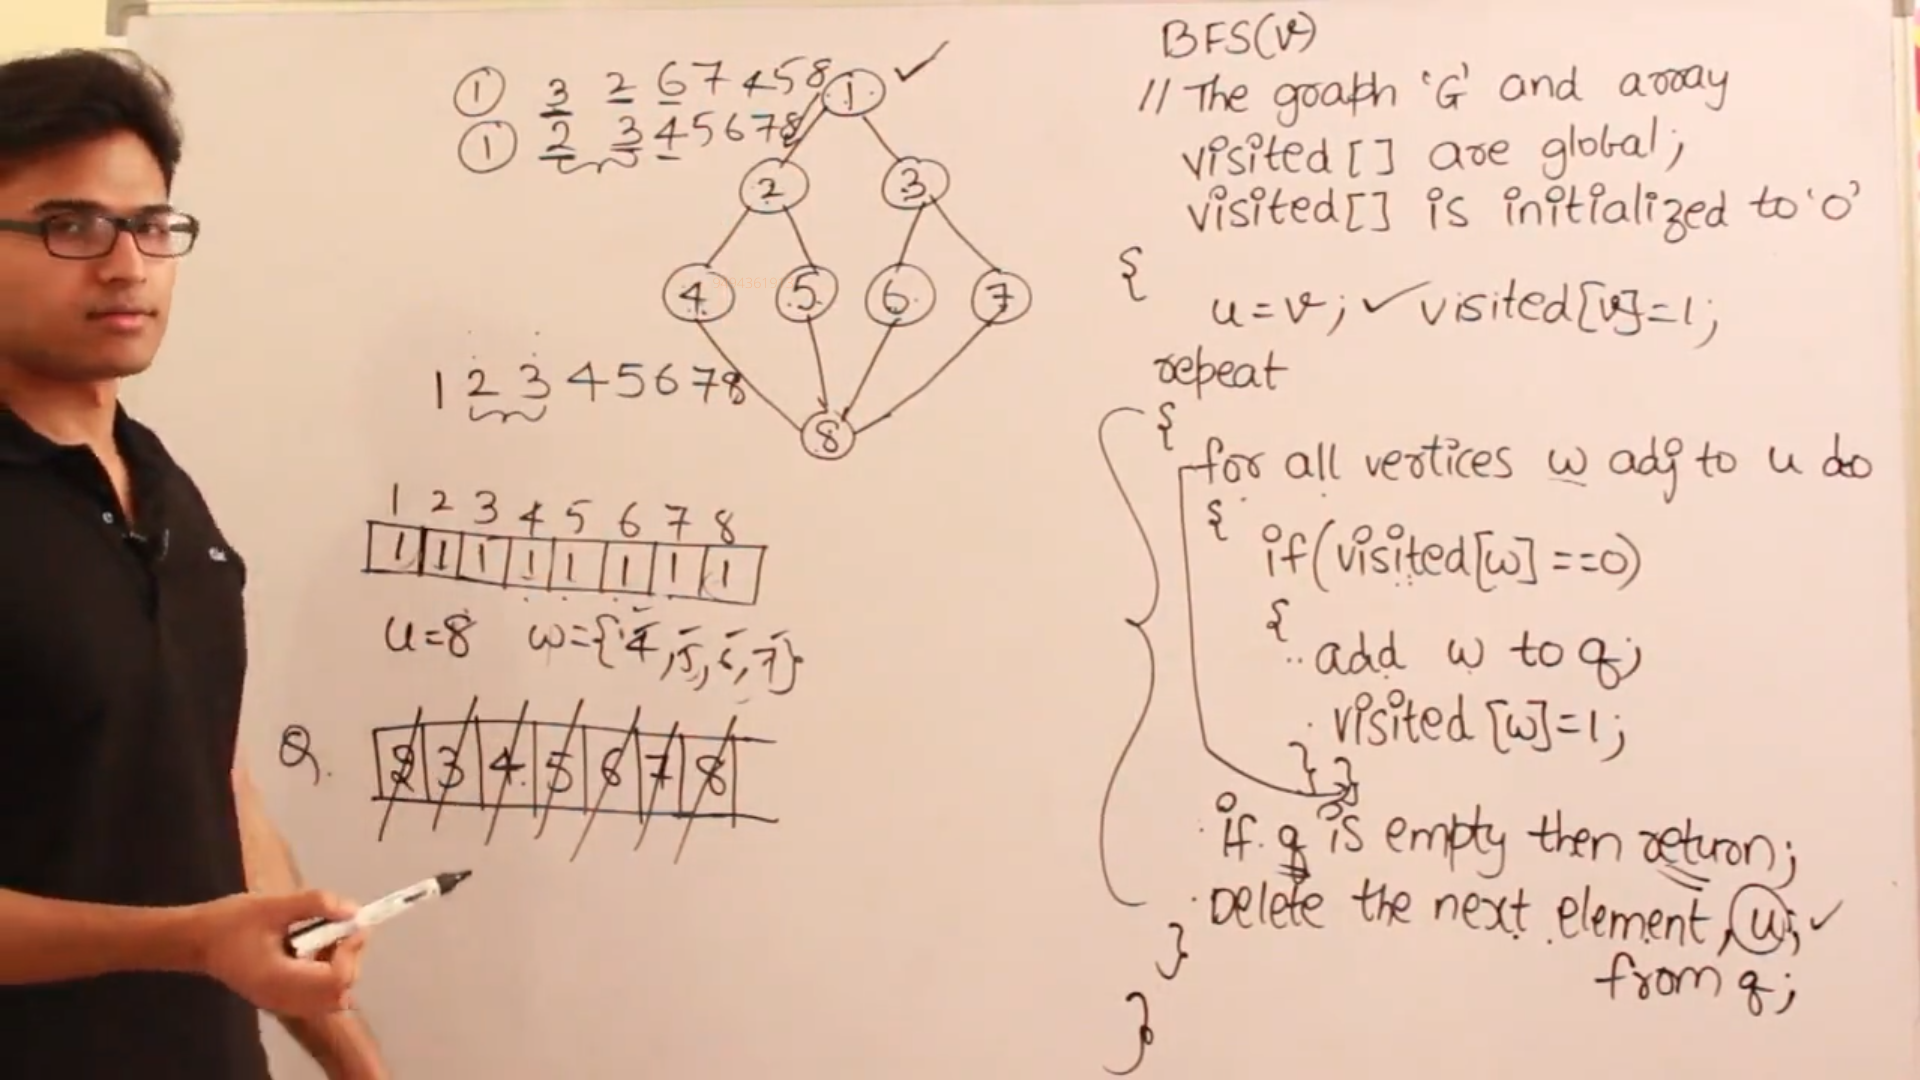 ① 3 2 6 7 4 5 8
① 2 3 4 5 6 7 8
1
2 3
4 5 6 7
8
1 2 3 4 5 6 7 8
1 2 3 4 5 6 7 8
1 1 1 1 1 1 1 1
u=8 w={4,5,6,7}
Q. 2 3 4 5 6 7 8
BFS(v)
// The graph 'G' and array
visited[] are global;
visited[] is initialized to '0'
{
u=v; ✓ visited[v]=1;
repeat
{
for all vertices w adj to u do
{
if(visited[w]==0)
{
add w to q;
visited[w]=1;
} }
if q is empty then return;
Delete the next element, u; ✓
from q;
}
}